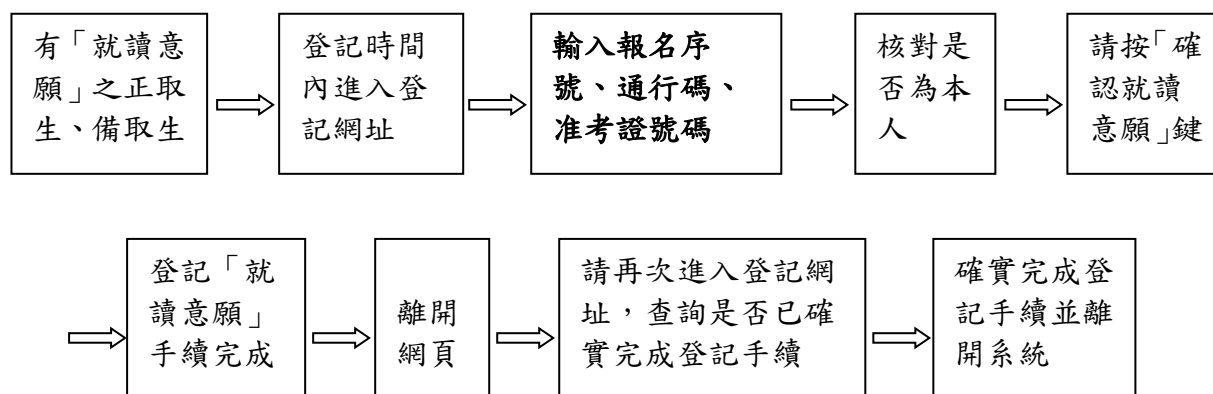 有「就讀意
願」之正取
生、備取生
登記時間
內進入登
記網址
輸入報名序
號、通行碼、
准考證號碼
核對是
否為本
人
請按「確
認就讀
意願」鍵
登記「就
讀意願」
手續完成
離開
網頁
請再次進入登記網
址，查詢是否已確
實完成登記手續
確實完成登
記手續並離
開系統